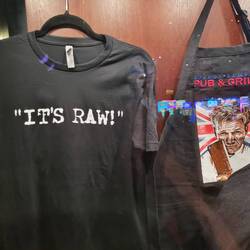 "IT'S RAW!"
PUB & GRILL